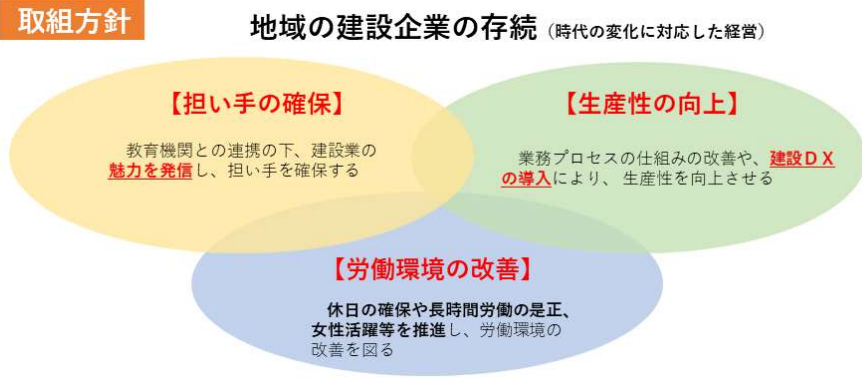 取組方針
地域の建設企業の存続（時代の変化に対応した経営）
【担い手の確保】
教育機関との連携の下、建設業の
魅力を発信し、担い手を確保する
【生産性の向上】
業務プロセスの仕組みの改善や、建設ＤＸ
の導入により、生産性を向上させる
【労働環境の改善】
休日の確保や長時間労働の是正、
女性活躍等を推進し、労働環境の
改善を図る